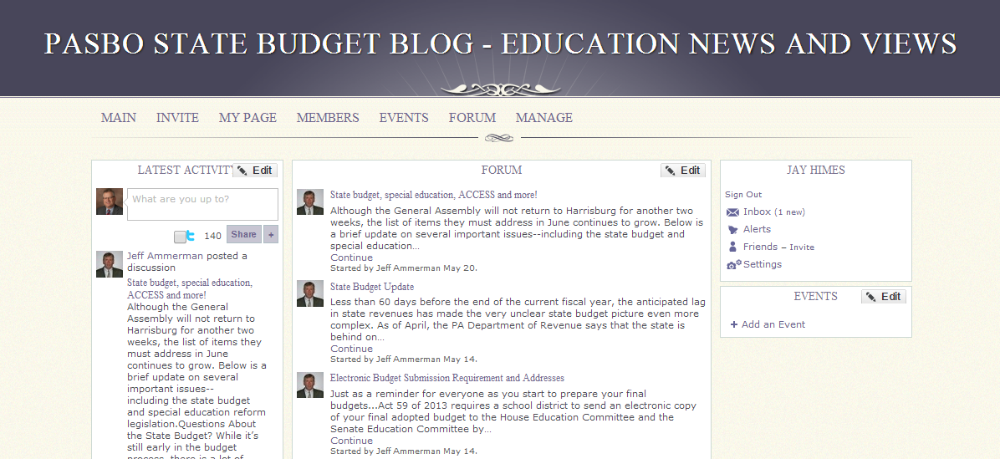 PASBO STATE BUDGET BLOG - EDUCATION NEWS AND VIEWS
MAIN INVITE MY PAGE MEMBERS EVENTS FORUM MANAGE
LATEST ACTIVITY
Edit
What are you up to?
140 Share +
Jeff Ammerman posted a
discussion
State budget, special education,
ACCESS and more!
Although the General
Assembly will not return to
Harrisburg for another two
weeks, the list of items they
must address in June
continues to grow. Below is a
brief update on several
important issues--
including the state budget
and special education reform
legislation.Questions About
the State Budget? While it's
still early in the budget
process, there is a lot of
FORUM
Edit
State budget, special education, ACCESS and more!
Although the General Assembly will not return to Harrisburg for another two
weeks, the list of items they must address in June continues to grow. Below is
a brief update on several important issues--including the state budget and
special education…
Continue
Started by Jeff Ammerman May 20.
State Budget Update
Less than 60 days before the end of the current fiscal year, the anticipated lag
in state revenues has made the very unclear state budget picture even more
complex. As of April, the PA Department of Revenue says that the state is
behind on…
Continue
Started by Jeff Ammerman May 14.
Electronic Budget Submission Requirement and Addresses
Just as a reminder for everyone as you start to prepare your final
budgets...Act 59 of 2013 requires a school district to send an electronic copy
of your final adopted budget to the House Education Committee and the
Senate Education Committee by…
Continue
Started by Jeff Ammerman May 14.
JAY HIMES
Sign Out
Inbox (1 new)
Alerts
Friends – Invite
Settings
EVENTS
Edit
+ Add an Event